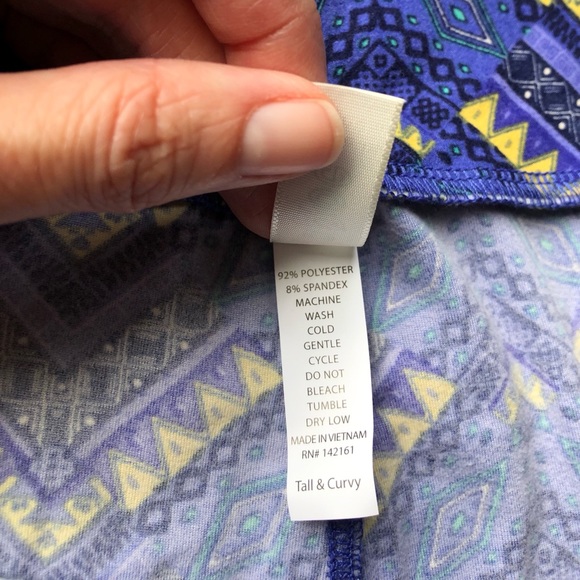 92% POLYESTER
8% SPANDEX
MACHINE
WASH
COLD
GENTLE
CYCLE
DO NOT
BLEACH
TUMBLE
DRY LOW
MADE IN VIETNAM
RN# 142161
Tall & Curvy